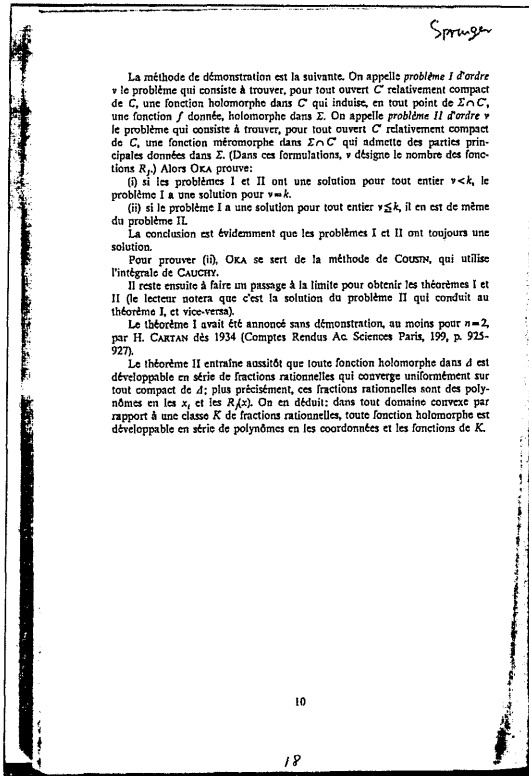 Springer
La méthode de démonstration est la suivante. On appelle problème I d'ordre
ν le problème qui consiste à trouver, pour tout ouvert C' relativement compact
de C, une fonction holomorphe dans C' qui induise, en tout point de Σ∩C',
une fonction f donnée, holomorphe dans Σ. On appelle problème II d'ordre ν
le problème qui consiste à trouver, pour tout ouvert C' relativement compact
de C, une fonction méromorphe dans Σ∩C' qui admette des parties prin-
cipales données dans Σ. (Dans ces formulations, ν désigne le nombre des fonc-
tions R_j.) Alors OKA prouve:
(i) si les problèmes I et II ont une solution pour tout entier ν<k, le
problème I a une solution pour ν=k.
(ii) si le problème I a une solution pour tout entier ν≦k, il en est de même
du problème II.
La conclusion est évidemment que les problèmes I et II ont toujours une
solution.
Pour prouver (ii), OKA se sert de la méthode de COUSIN, qui utilise
l'intégrale de CAUCHY.
Il reste ensuite à faire un passage à la limite pour obtenir les théorèmes I et
II (le lecteur notera que c'est la solution du problème II qui conduit au
théorème I, et vice-versa).
Le théorème I avait été annoncé sans démonstration, au moins pour n=2,
par H. CARTAN dès 1934 (Comptes Rendus Ac. Sciences Paris, 199, p. 925-
927).
Le théorème II entraîne aussitôt que toute fonction holomorphe dans Δ est
développable en série de fractions rationnelles qui converge uniformément sur
tout compact de Δ; plus précisément, ces fractions rationnelles sont des poly-
nômes en les x_i et les R_j(x). On en déduit: dans tout domaine convexe par
rapport à une classe K de fractions rationnelles, toute fonction holomorphe est
développable en série de polynômes en les coordonnées et les fonctions de K.
10
18